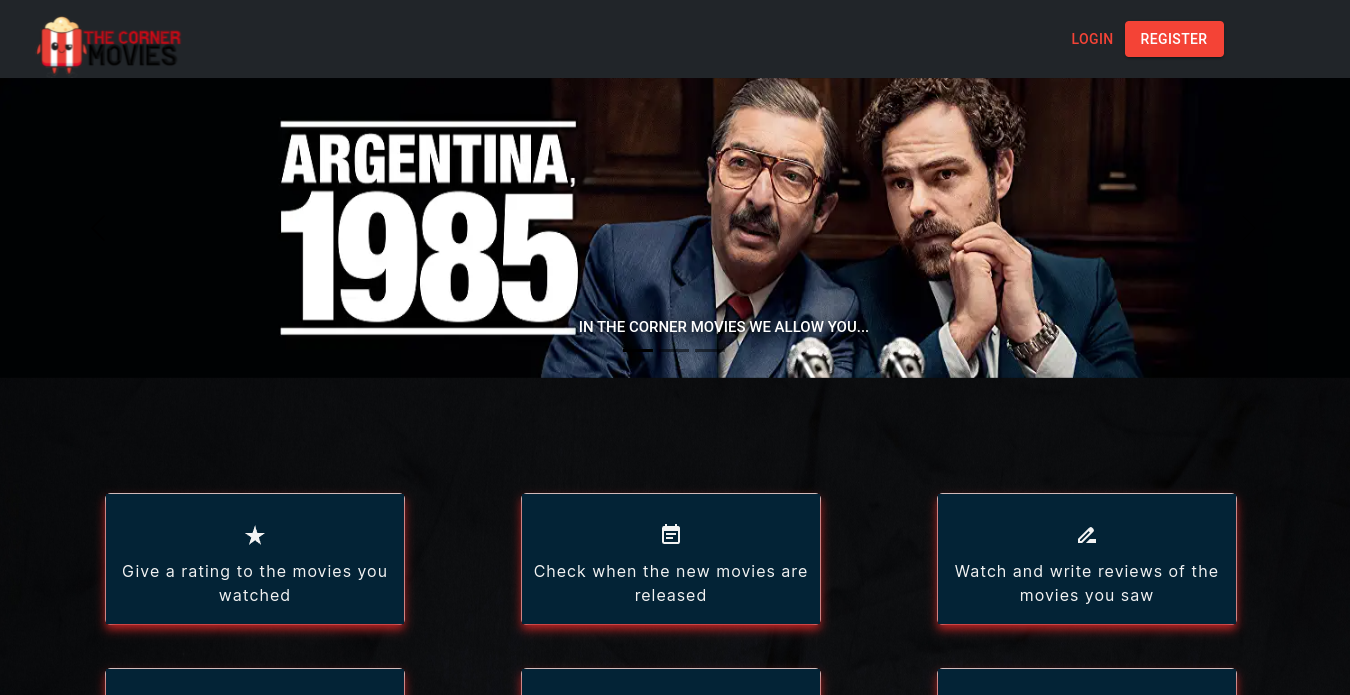 THE CORNER
MOVIES
LOGIN
REGISTER
ARGENTINA,
1985
IN THE CORNER MOVIES WE ALLOW YOU...
Give a rating to the movies you
watched
Check when the new movies are
released
Watch and write reviews of the
movies you saw